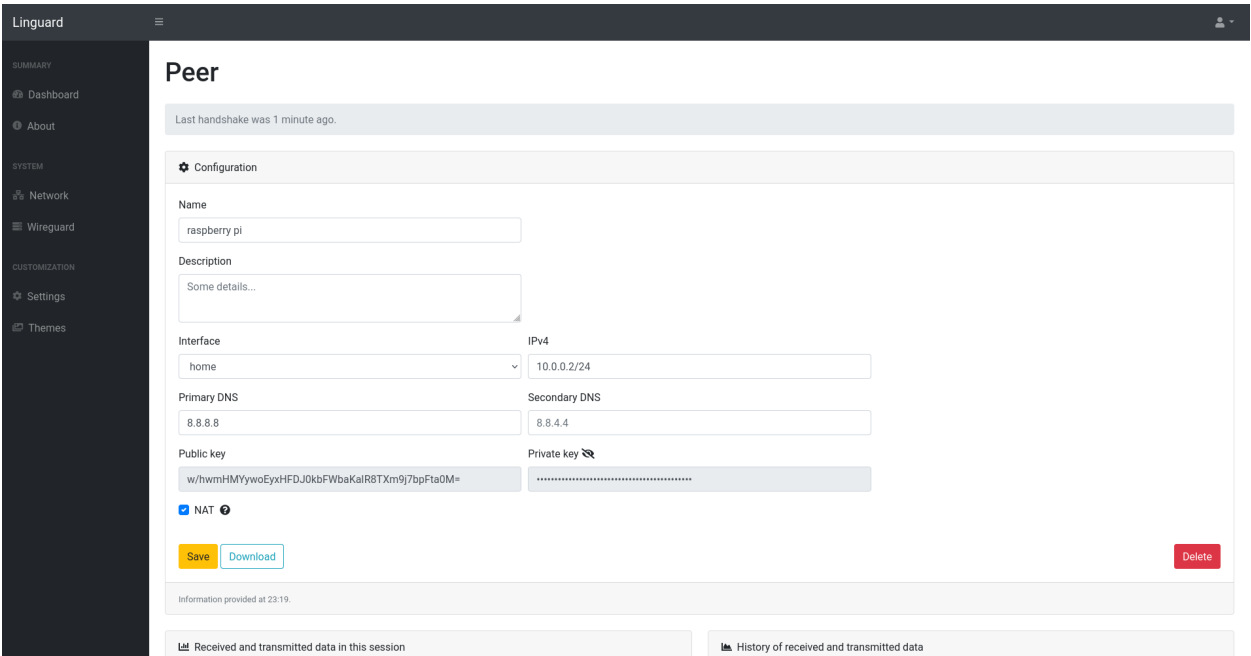 Linguard
SUMMARY
Dashboard
About
SYSTEM
Network
Wireguard
CUSTOMIZATION
Settings
Themes
Peer
Last handshake was 1 minute ago.
Configuration
Name
raspberry pi
Description
Some details...
Interface IPv4
home 10.0.0.2/24
Primary DNS Secondary DNS
8.8.8.8 8.8.4.4
Public key Private key
w/hwmHMYywoEyxHFDJ0kbFWbaKalR8TXm9j7bpFta0M=
NAT
Save Download Delete
Information provided at 23:19.
Received and transmitted data in this session History of received and transmitted data